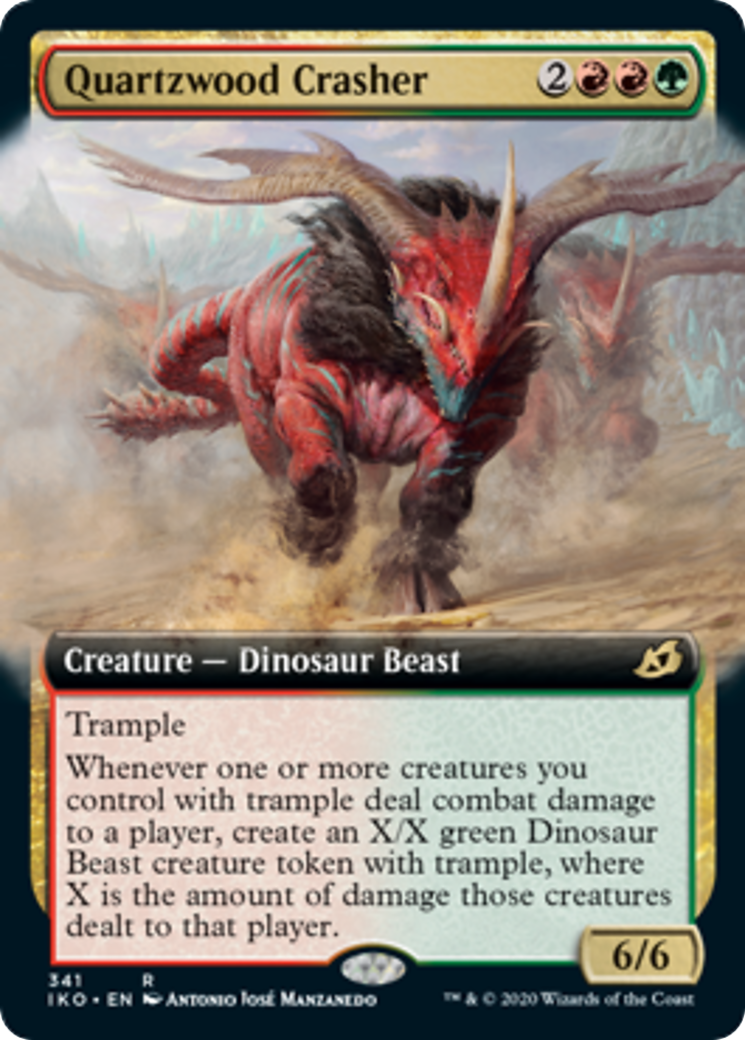 Quartzwood Crasher 2
Creature — Dinosaur Beast
Trample
Whenever one or more creatures you
control with trample deal combat damage
to a player, create an X/X green Dinosaur
Beast creature token with trample, where
X is the amount of damage those creatures
dealt to that player.
6/6
341 R
IKO • EN Antonio José Manzanedo
™ & © 2020 Wizards of the Coast